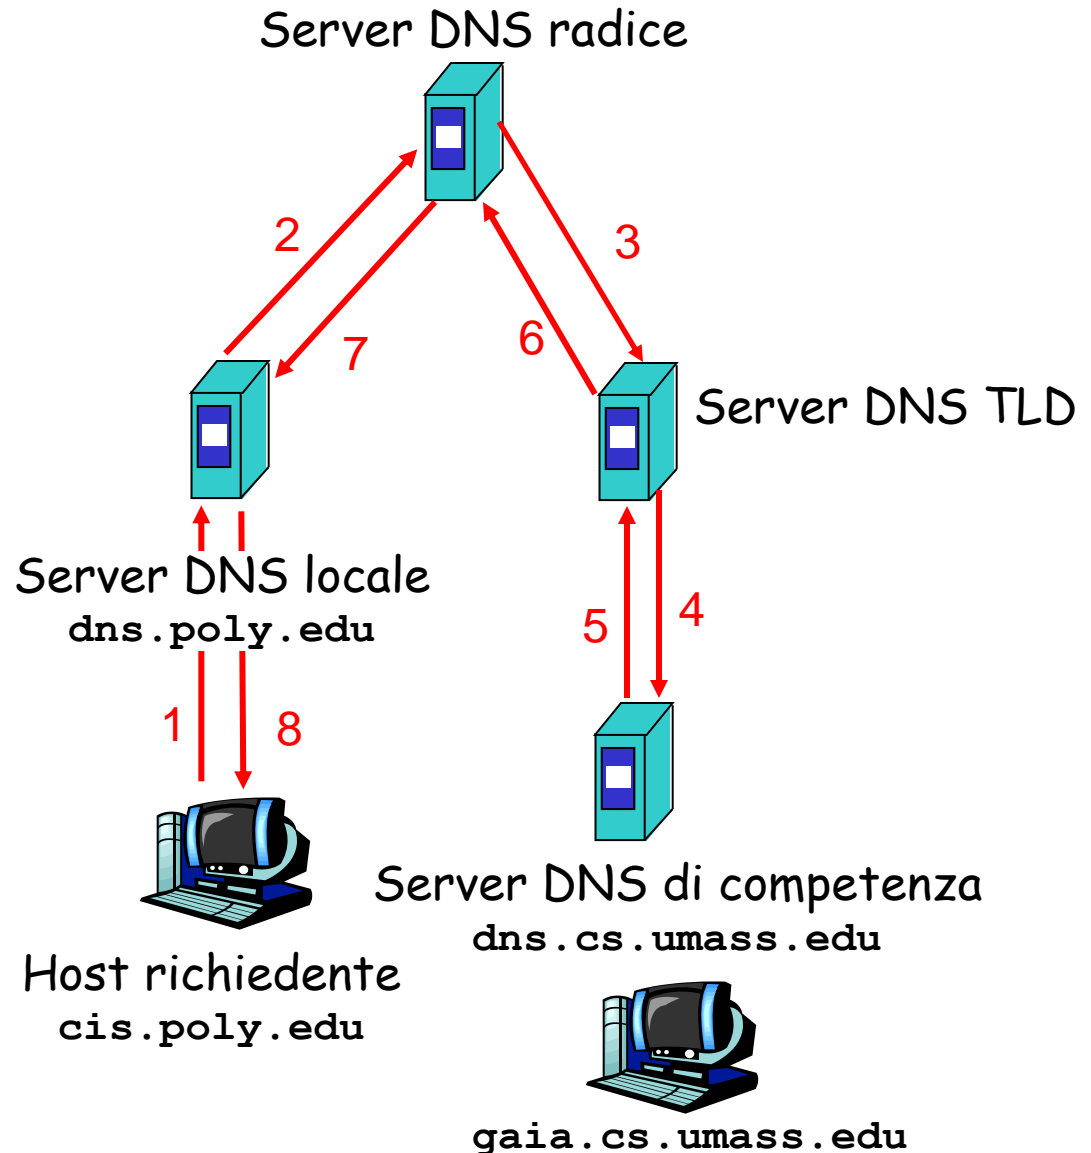 Server DNS radice
2
3
7
6
Server DNS TLD
Server DNS locale
dns.poly.edu
5
4
1
8
Server DNS di competenza
dns.cs.umass.edu
Host richiedente
cis.poly.edu
gaia.cs.umass.edu